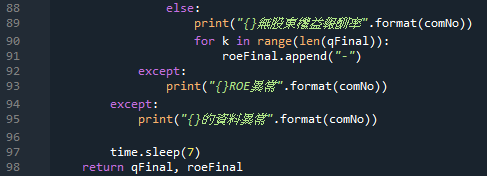 88 else:
89 print("{}無股東權益報酬率".format(comNo))
90 for k in range(len(qFinal)):
91 roeFinal.append("-")
92 except:
93 print("{}ROE異常".format(comNo))
94 except:
95 print("{}的資料異常".format(comNo))
96
97 time.sleep(7)
98 return qFinal, roeFinal